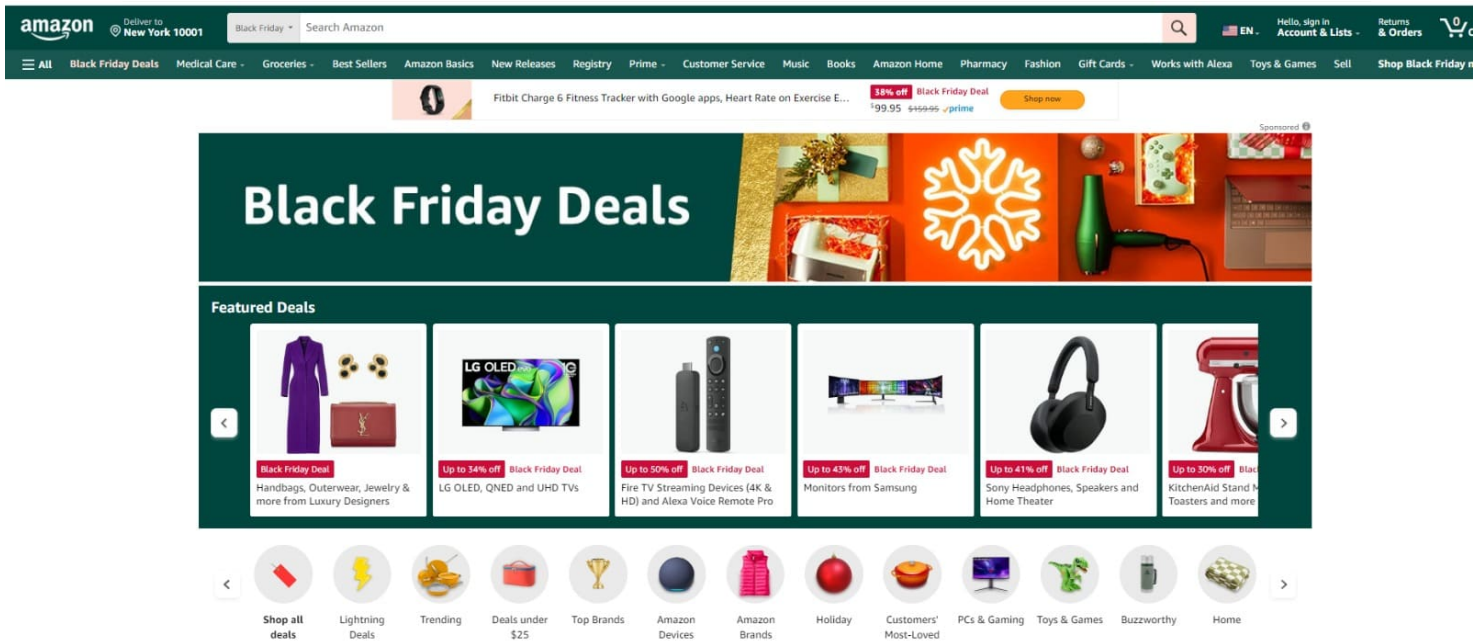 amazon
Deliver to
New York 10001
Black Friday
Search Amazon
EN
Hello, sign in
Account & Lists
Returns
& Orders
0
All
Black Friday Deals
Medical Care
Groceries
Best Sellers
Amazon Basics
New Releases
Registry
Prime
Customer Service
Music
Books
Amazon Home
Pharmacy
Fashion
Gift Cards
Works with Alexa
Toys & Games
Sell
Shop Black Friday
Fitbit Charge 6 Fitness Tracker with Google apps, Heart Rate on Exercise E...
38% off Black Friday Deal
$99.95 $159.95 prime
Shop now
Sponsored
Black Friday Deals
Featured Deals
LG OLED evo
Black Friday Deal
Handbags, Outerwear, Jewelry &
more from Luxury Designers
Up to 34% off Black Friday Deal
LG OLED, QNED and UHD TVs
Up to 50% off Black Friday Deal
Fire TV Streaming Devices (4K &
HD) and Alexa Voice Remote Pro
Up to 43% off Black Friday Deal
Monitors from Samsung
Up to 41% off Black Friday Deal
Sony Headphones, Speakers and
Home Theater
Up to 30% off
KitchenAid Stand
Toasters and more
Shop all
deals
Lightning
Deals
Trending
Deals under
$25
Top Brands
Amazon
Devices
Amazon
Brands
Holiday
Customers'
Most-Loved
PCs & Gaming
Toys & Games
Buzzworthy
Home